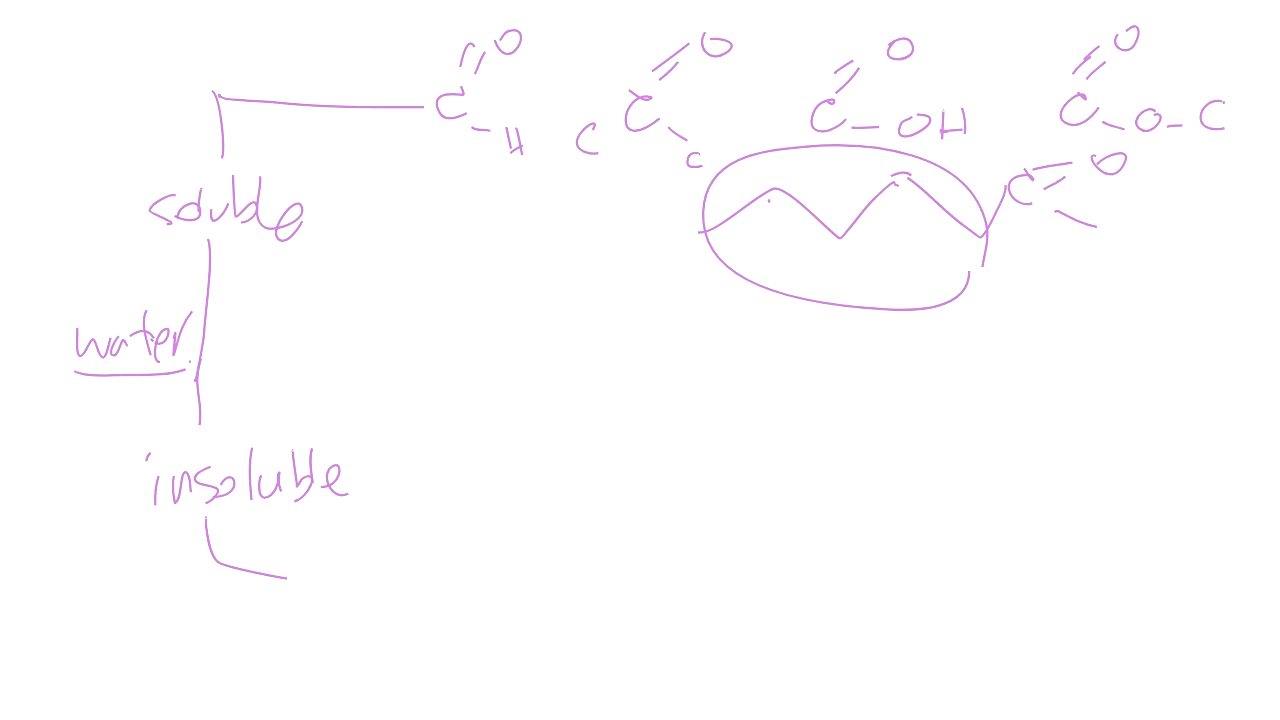 O O O O
C C C C
H C C OH O C
C O
soluble
water
insoluble